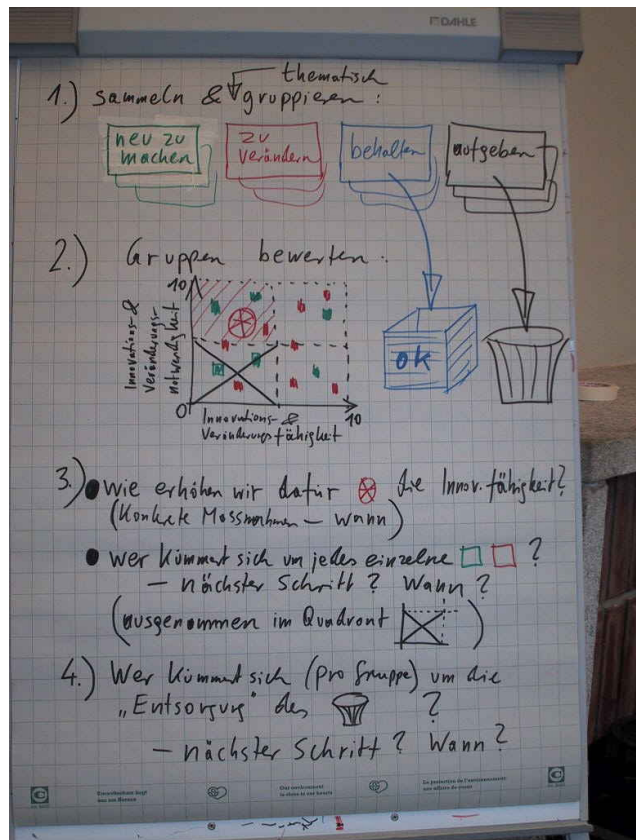 DAHLE
thematisch
1.) sammeln & gruppieren:
neu zu
machen
zu
verändern
behalten
aufgeben
2.) Gruppen bewerten:
10
Innovations- &
Veränderungs-
notwendigkeit
0
10
Innovations- &
Veränderungsfähigkeit
ok
3.) • wie erhöhen wir dafür die Innov.fähigkeit?
(Konkrete Massnahmen – wann)
• wer kümmert sich um jedes einzelne ?
– nächster Schritt? Wann?
(ausgenommen im Quadrant )
4.) Wer kümmert sich (pro Gruppe) um die
„Entsorgung" des ?
– nächster Schritt? Wann?
Our environment